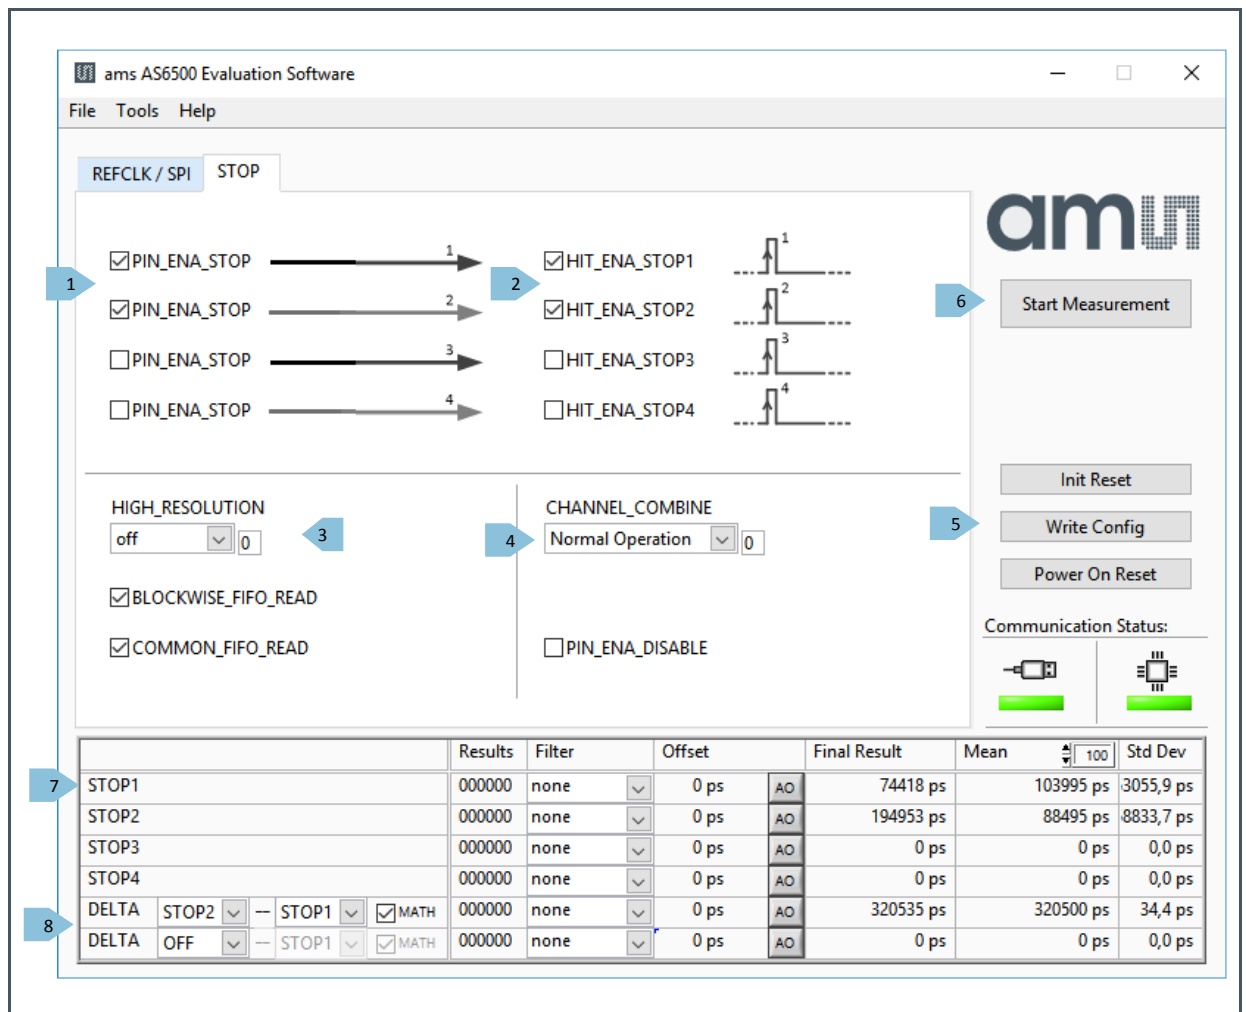 ams AS6500 Evaluation Software
File Tools Help
REFCLK / SPI STOP
am
1 PIN_ENA_STOP 1 2 HIT_ENA_STOP1 1
PIN_ENA_STOP 2 HIT_ENA_STOP2 2
6 Start Measurement
PIN_ENA_STOP 3 HIT_ENA_STOP3 3
PIN_ENA_STOP 4 HIT_ENA_STOP4 4
Init Reset
HIGH_RESOLUTION CHANNEL_COMBINE
5 Write Config
off 0 3 4 Normal Operation 0
Power On Reset
BLOCKWISE_FIFO_READ
Communication Status:
COMMON_FIFO_READ PIN_ENA_DISABLE
Results Filter Offset Final Result Mean 100 Std Dev
7 STOP1 000000 none 0 ps AO 74418 ps 103995 ps 3055,9 ps
STOP2 000000 none 0 ps AO 194953 ps 88495 ps 8833,7 ps
STOP3 000000 none 0 ps AO 0 ps 0 ps 0,0 ps
STOP4 000000 none 0 ps AO 0 ps 0 ps 0,0 ps
8 DELTA STOP2 -- STOP1 MATH 000000 none 0 ps AO 320535 ps 320500 ps 34,4 ps
DELTA OFF -- STOP1 MATH 000000 none 0 ps AO 0 ps 0 ps 0,0 ps